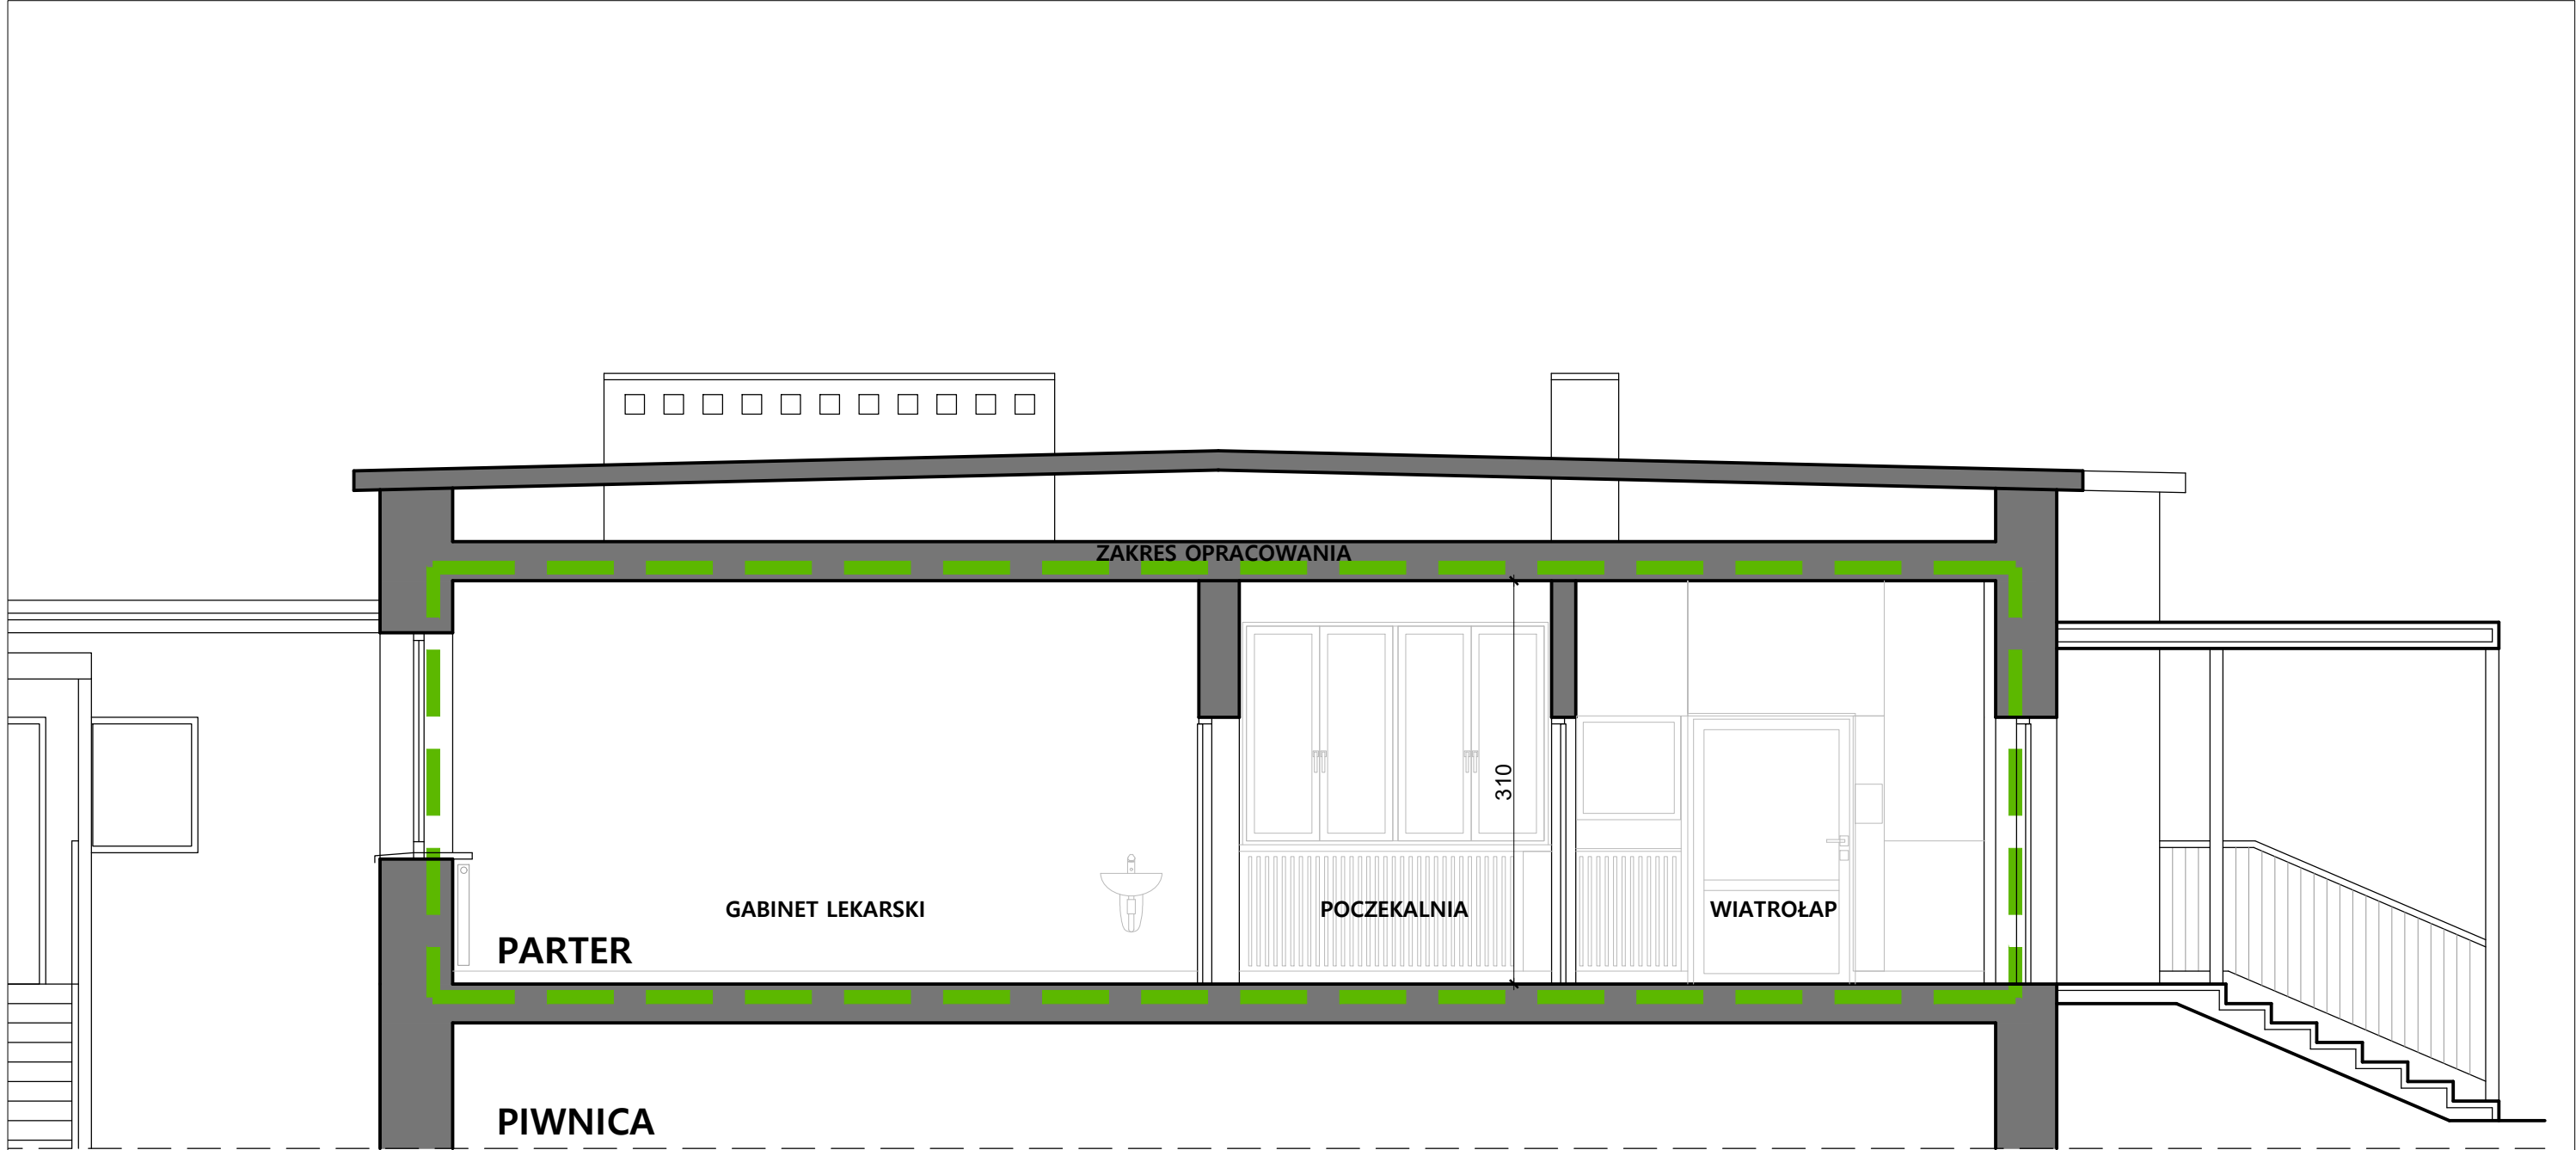 ZAKRES OPRACOWANIA
310
GABINET LEKARSKI
POCZEKALNIA
WIATROŁAP
PARTER
PIWNICA